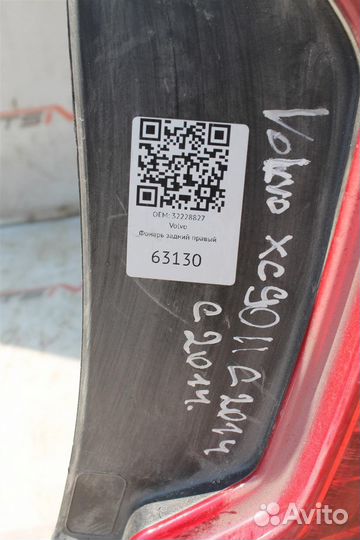 OEM: 32228827
Volvo
Фонарь задний правый
63130
Volvo XC90 II С 2014
С 2014.
Avito